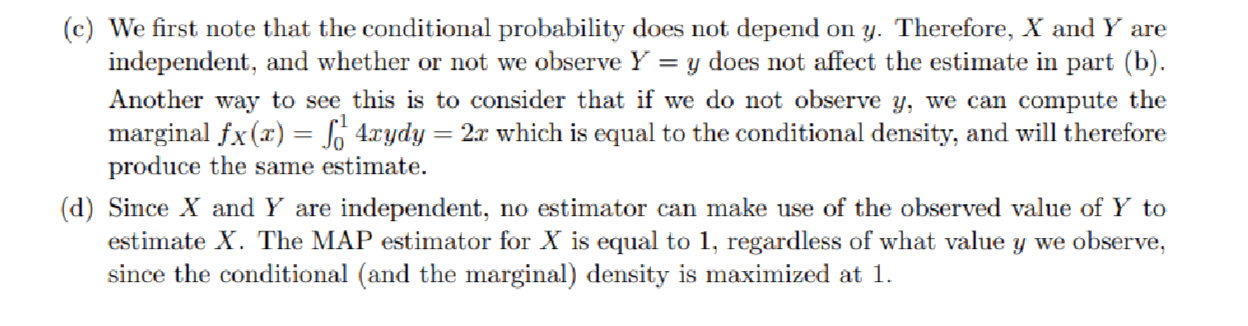 (c) We first note that the conditional probability does not depend on y. Therefore, X and Y are
independent, and whether or not we observe Y = y does not affect the estimate in part (b).
Another way to see this is to consider that if we do not observe y, we can compute the
marginal fX(x) = ∫₀¹ 4xydy = 2x which is equal to the conditional density, and will therefore
produce the same estimate.
(d) Since X and Y are independent, no estimator can make use of the observed value of Y to
estimate X. The MAP estimator for X is equal to 1, regardless of what value y we observe,
since the conditional (and the marginal) density is maximized at 1.